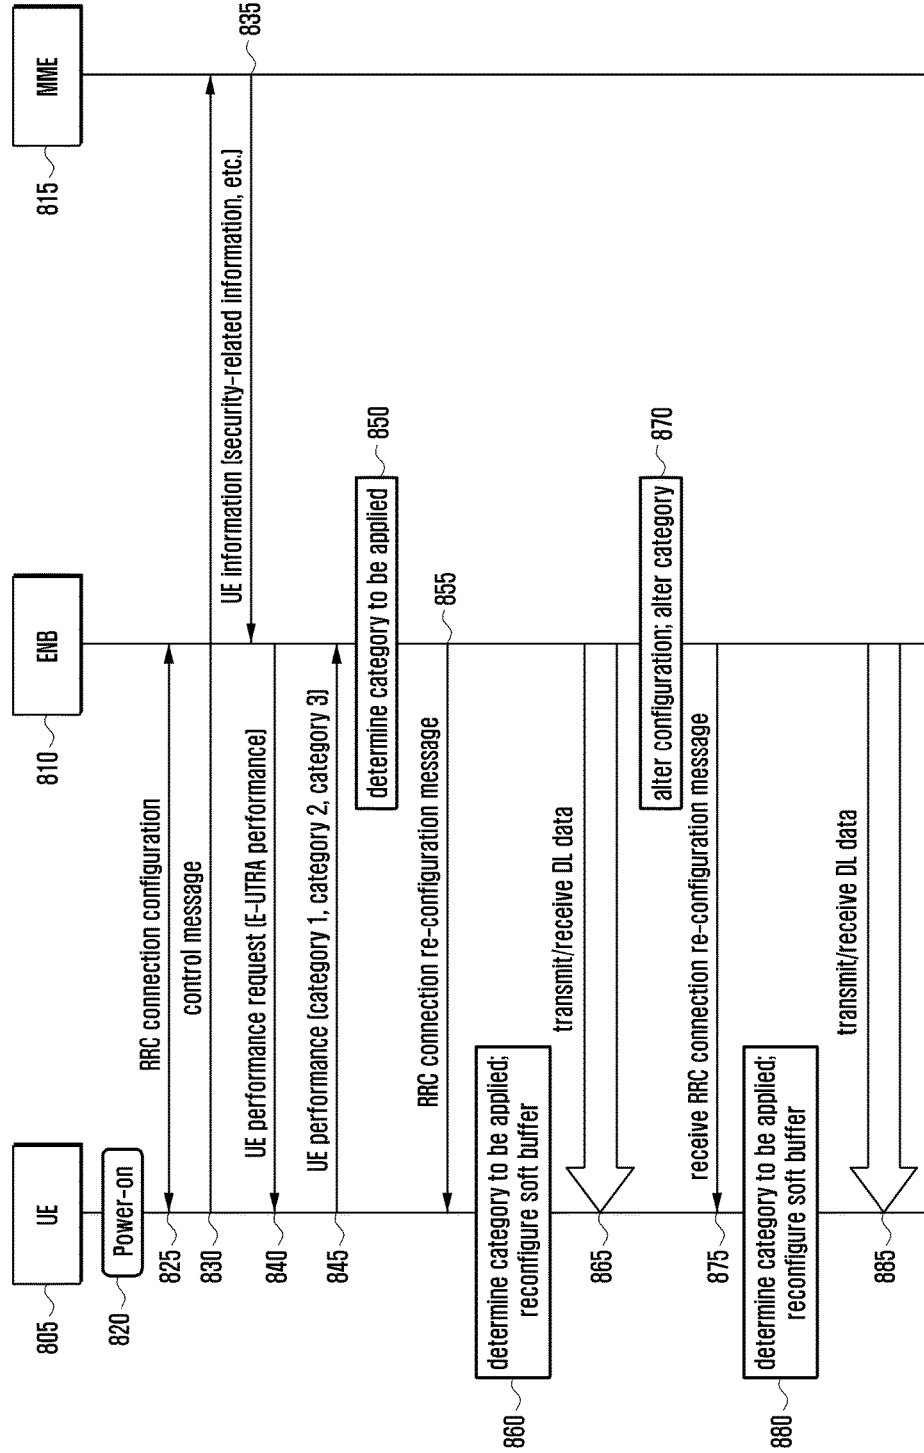 UE
805
ENB
810
MME
815
Power-on
820
RRC connection configuration
825
control message
830
UE information (security-related information, etc.)
835
UE performance request (E-UTRA performance)
840
UE performance (category 1, category 2, category 3)
845
determine category to be applied
850
RRC connection re-configuration message
855
determine category to be applied;
reconfigure soft buffer
860
transmit/receive DL data
865
alter configuration; alter category
870
receive RRC connection re-configuration message
875
determine category to be applied;
reconfigure soft buffer
880
transmit/receive DL data
885